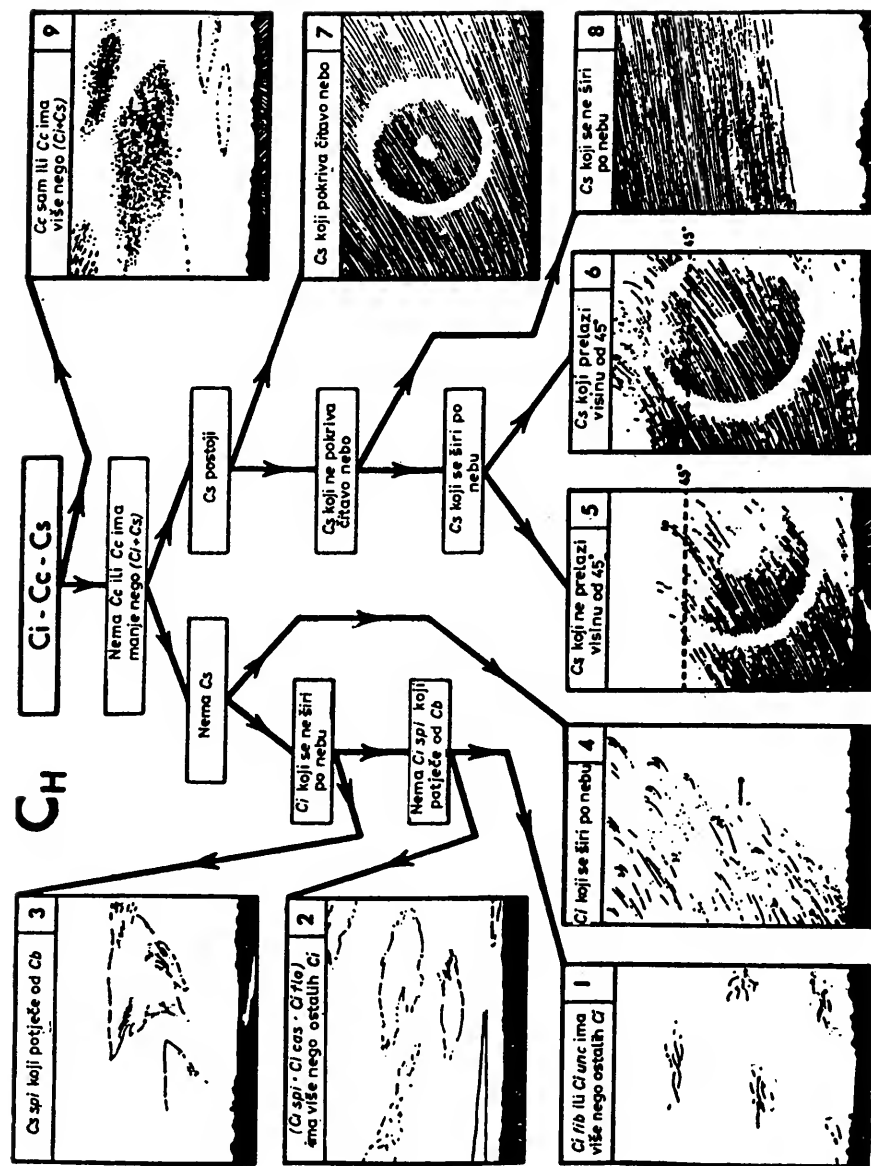 C_H
Ci - Cc - Cs
Nema Cc ili Cc ima
manje nego (Ci+Cs)
Nema Cs
Cs postoji
Ci koji se ne širi
po nebu
Nema Ci spi koji
potječe od Cb
Cs koji ne pokriva
čitavo nebo
Cs koji se širi po
nebu
Cs spi koji potječe od Cb
3
(Ci spi · Ci cas · Ci flo)
ima više nego ostalih Ci
2
Ci fib ili Ci unc ima
više nego ostalih Ci
1
Ci koji se širi po nebu
4
Cs koji ne prelazi
visinu od 45°
5
45°
Cs koji prelazi
visinu od 45°
6
45°
Cs koji se ne širi
po nebu
8
Cs koji pokriva čitavo nebo
7
Cc sam ili Cc ima
više nego (Ci+Cs)
9